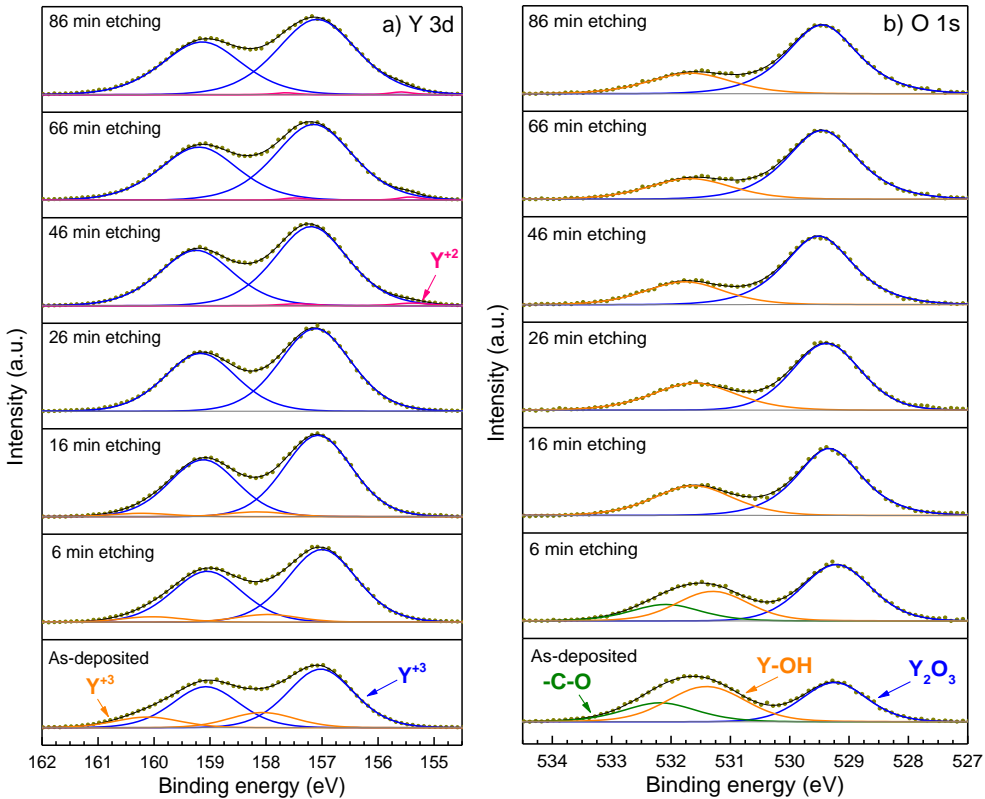 a) Y 3d
86 min etching
66 min etching
46 min etching
Y+2
26 min etching
16 min etching
6 min etching
As-deposited
Y+3
Y+3
Intensity (a.u.)
162 161 160 159 158 157 156 155
Binding energy (eV)
b) O 1s
86 min etching
66 min etching
46 min etching
26 min etching
16 min etching
6 min etching
As-deposited
-C-O
Y-OH
Y2O3
Intensity (a.u.)
534 533 532 531 530 529 528 527
Binding energy (eV)